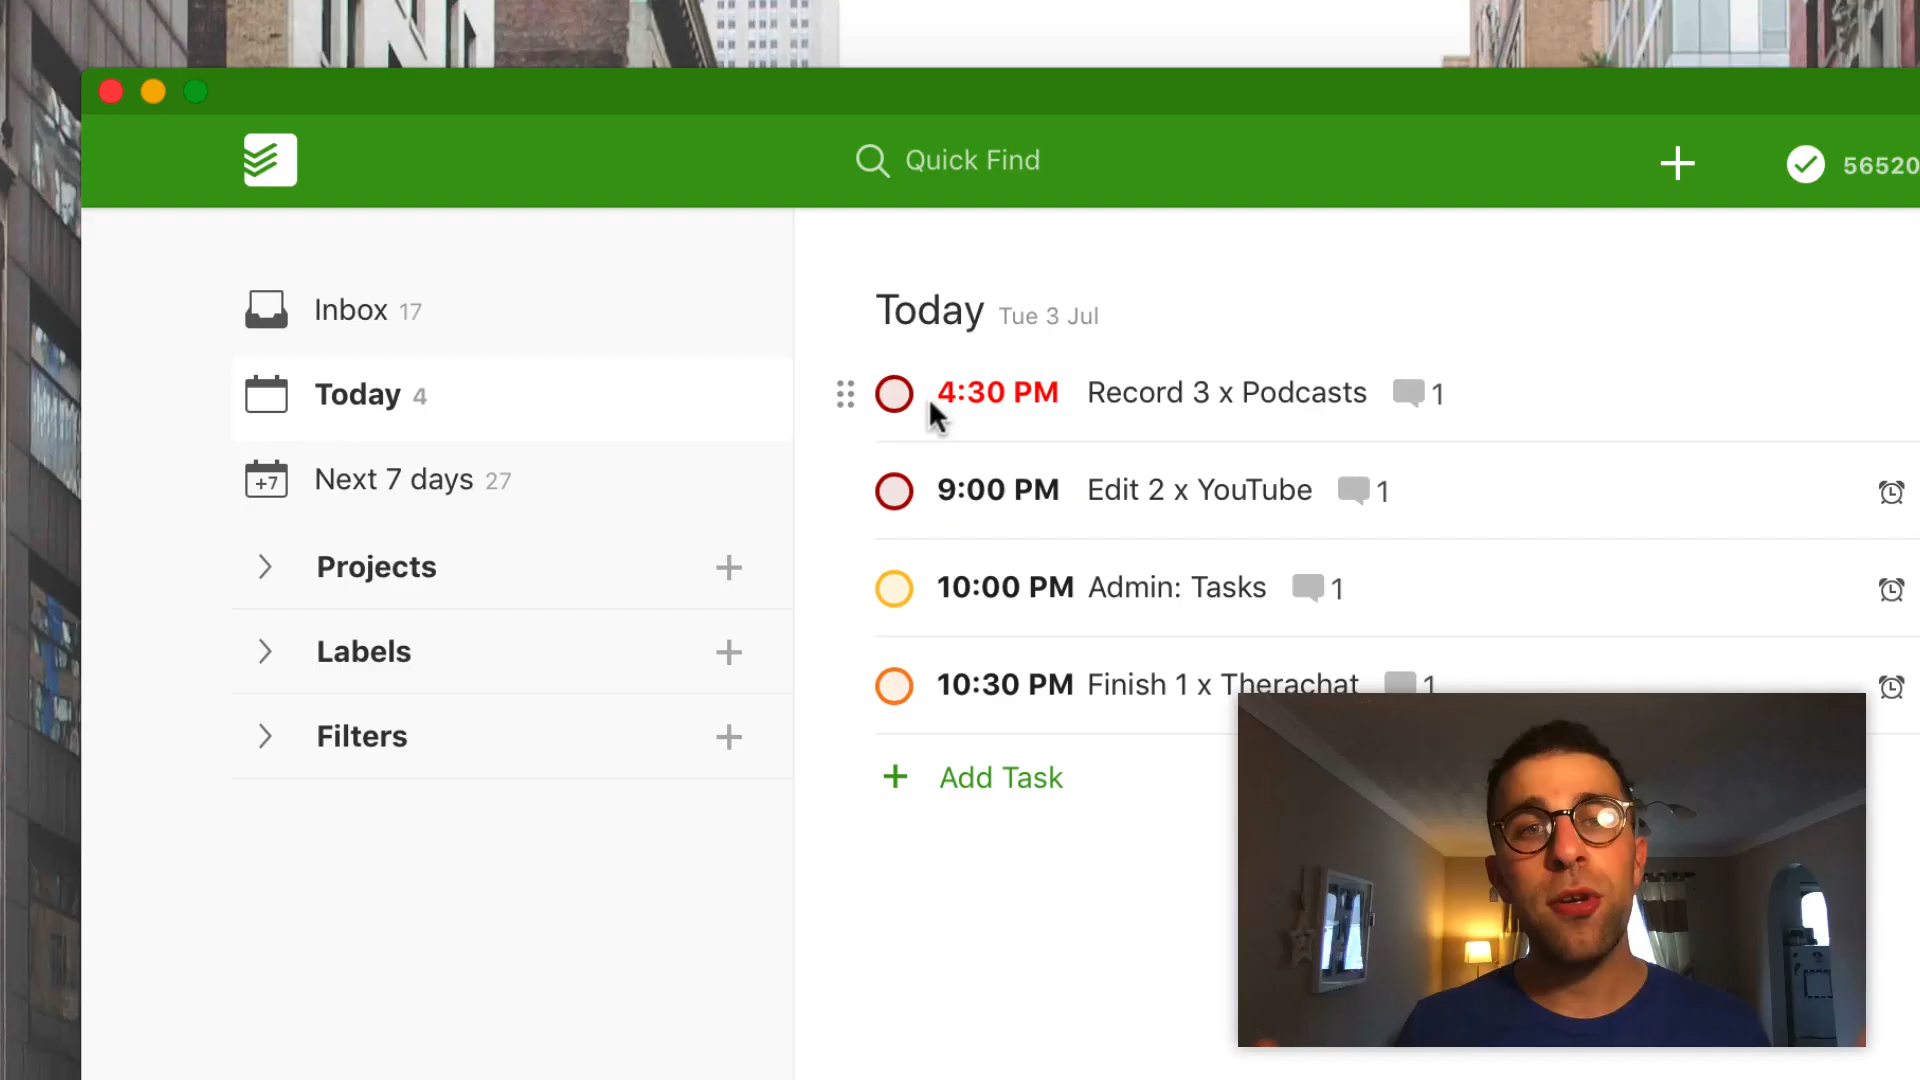 Quick Find
56520
Inbox 17
Today 4
+7 Next 7 days 27
Projects
Labels
Filters
Today Tue 3 Jul
4:30 PM Record 3 x Podcasts 1
9:00 PM Edit 2 x YouTube 1
10:00 PM Admin: Tasks 1
10:30 PM Finish 1 x Therachat 1
Add Task